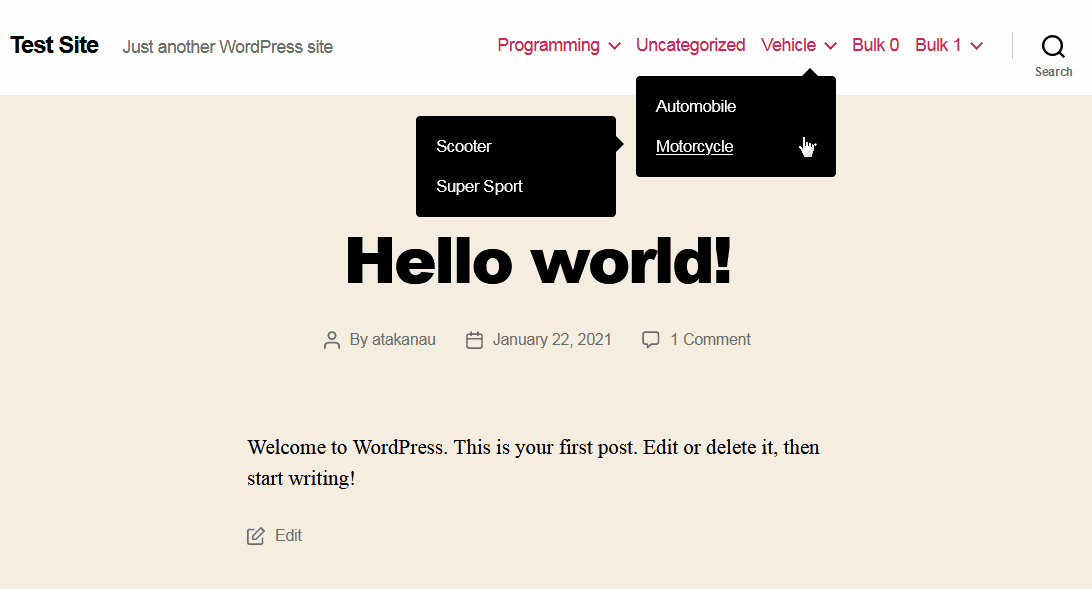 Test Site
Just another WordPress site
Programming
Uncategorized
Vehicle
Bulk 0
Bulk 1
Search
Automobile
Motorcycle
Scooter
Super Sport
Hello world!
By atakanau
January 22, 2021
1 Comment
Welcome to WordPress. This is your first post. Edit or delete it, then
start writing!
Edit